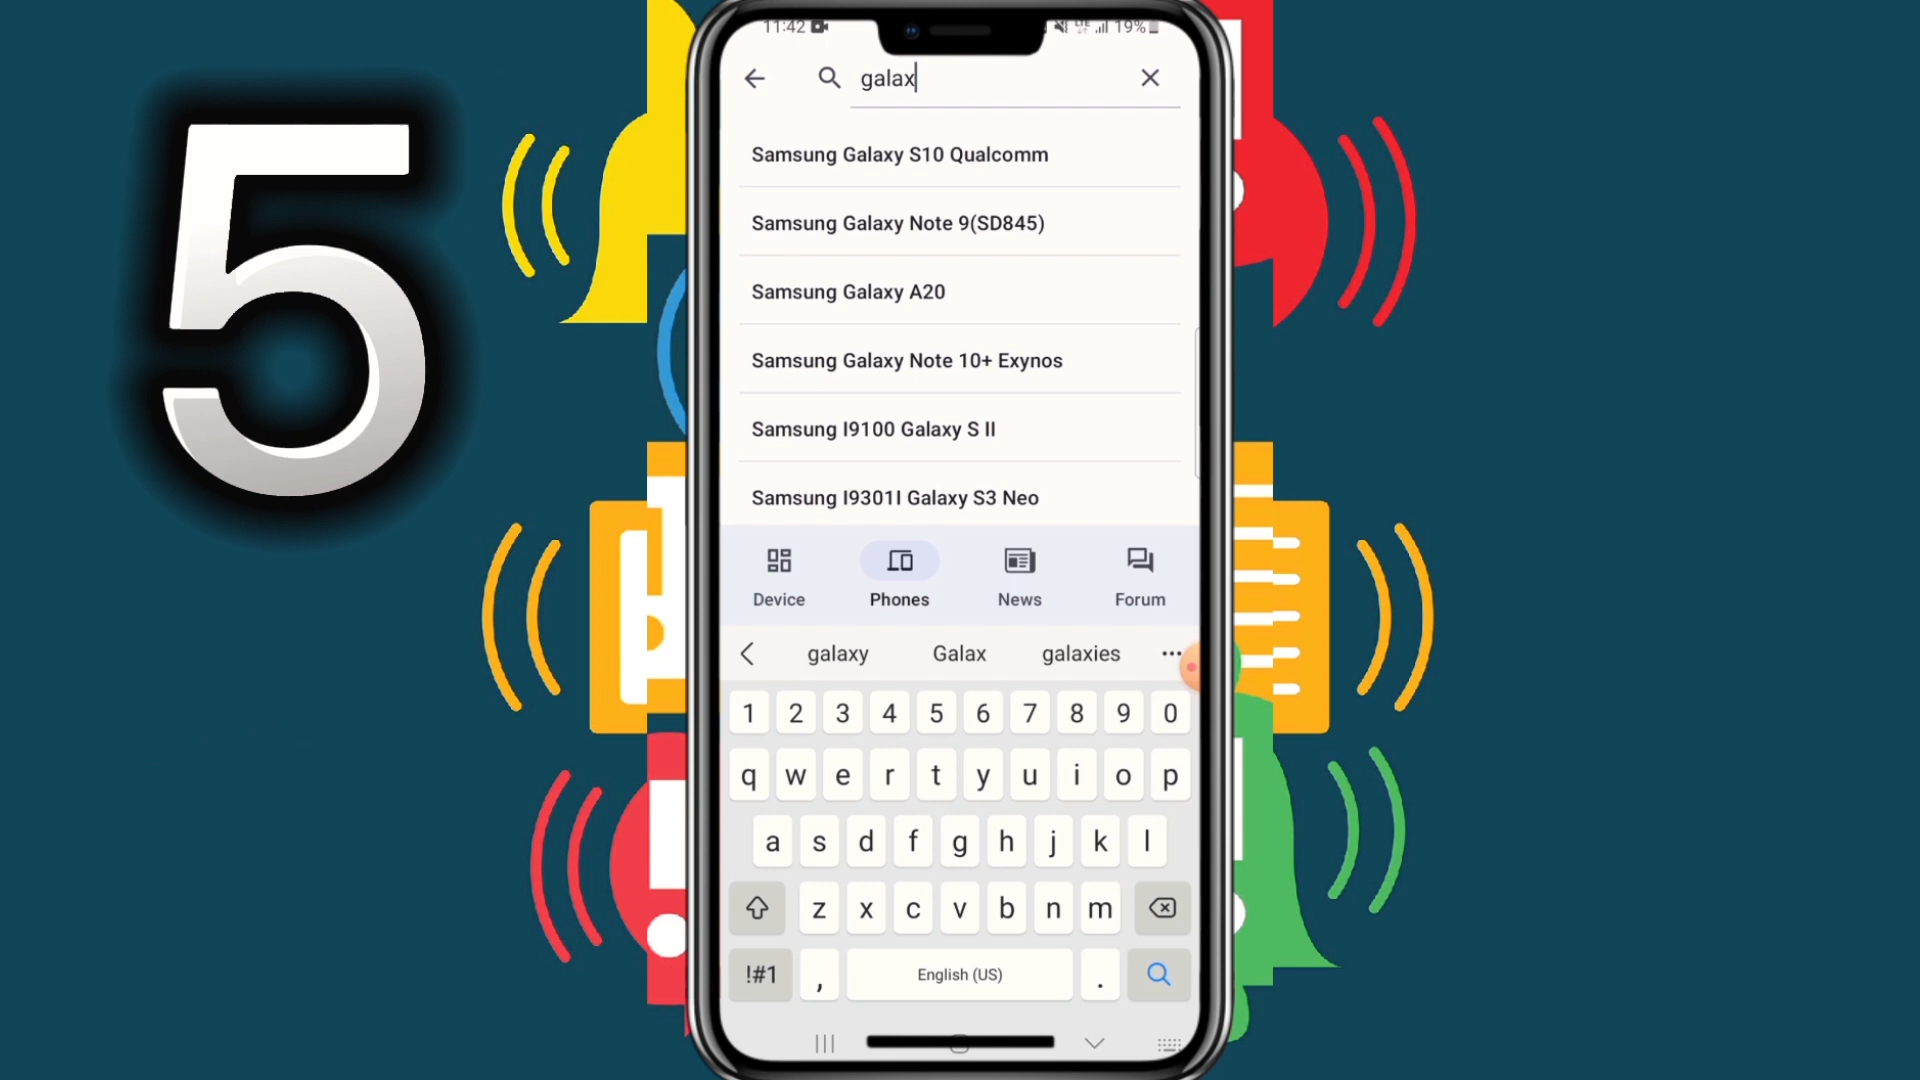 5
11:42 LTE 19%
galax
Samsung Galaxy S10 Qualcomm
Samsung Galaxy Note 9(SD845)
Samsung Galaxy A20
Samsung Galaxy Note 10+ Exynos
Samsung I9100 Galaxy S II
Samsung I9301I Galaxy S3 Neo
Device Phones News Forum
galaxy Galax galaxies
1 2 3 4 5 6 7 8 9 0
q w e r t y u i o p
a s d f g h j k l
z x c v b n m
!#1 , English (US) .